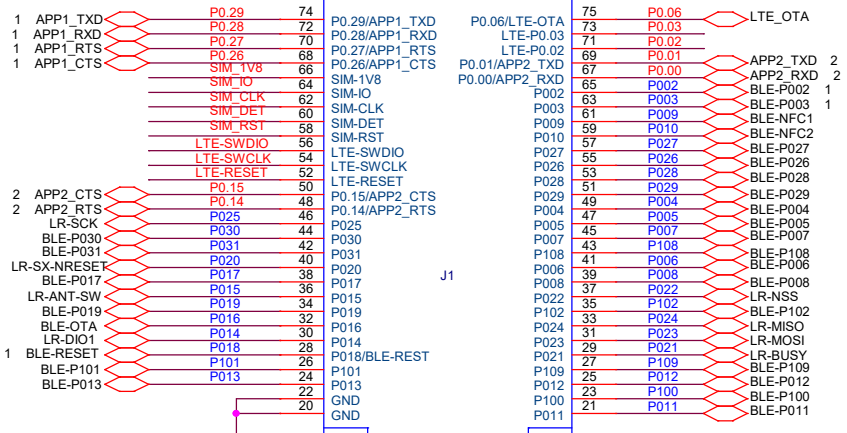 1 APP1_TXD P0.29 74 P0.29/APP1_TXD P0.06/LTE-OTA 75 P0.06 LTE_OTA
1 APP1_RXD P0.28 72 P0.28/APP1_RXD LTE-P0.03 73 P0.03
1 APP1_RTS P0.27 70 P0.27/APP1_RTS LTE-P0.02 71 P0.02
1 APP1_CTS P0.26 68 P0.26/APP1_CTS P0.01/APP2_TXD 69 P0.01 APP2_TXD 2
SIM_1V8 66 SIM-1V8 P0.00/APP2_RXD 67 P0.00 APP2_RXD 2
SIM_IO 64 SIM-IO P002 65 P002 BLE-P002 1
SIM_CLK 62 SIM-CLK P003 63 P003 BLE-P003 1
SIM_DET 60 SIM-DET P009 61 P009 BLE-NFC1
SIM_RST 58 SIM-RST P010 59 P010 BLE-NFC2
LTE-SWDIO 56 LTE-SWDIO P027 57 P027 BLE-P027
LTE-SWCLK 54 LTE-SWCLK P026 55 P026 BLE-P026
LTE-RESET 52 LTE-RESET P028 53 P028 BLE-P028
2 APP2_CTS P0.15 50 P0.15/APP2_CTS P029 51 P029 BLE-P029
2 APP2_RTS P0.14 48 P0.14/APP2_RTS P004 49 P004 BLE-P004
LR-SCK P025 46 P025 P005 47 P005 BLE-P005
BLE-P030 P030 44 P030 P007 45 P007 BLE-P007
BLE-P031 P031 42 P031 P108 43 P108 BLE-P108
LR-SX-NRESET P020 40 P020 P006 41 P006 BLE-P006
BLE-P017 P017 38 P017 J1 P008 39 P008 BLE-P008
LR-ANT-SW P015 36 P015 P022 37 P022 LR-NSS
BLE-P019 P019 34 P019 P102 35 P102 BLE-P102
BLE-OTA P016 32 P016 P024 33 P024 LR-MISO
LR-DIO1 P014 30 P014 P023 31 P023 LR-MOSI
1 BLE-RESET P018 28 P018/BLE-REST P021 29 P021 LR-BUSY
BLE-P101 P101 26 P101 P109 27 P109 BLE-P109
BLE-P013 P013 24 P013 P012 25 P012 BLE-P012
22 GND P100 23 P100 BLE-P100
20 GND P011 21 P011 BLE-P011